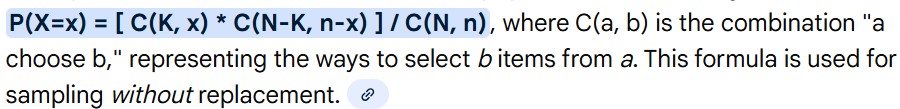 P(X=x) = [ C(K, x) * C(N-K, n-x) ] / C(N, n), where C(a, b) is the combination "a
choose b," representing the ways to select b items from a. This formula is used for
sampling without replacement.